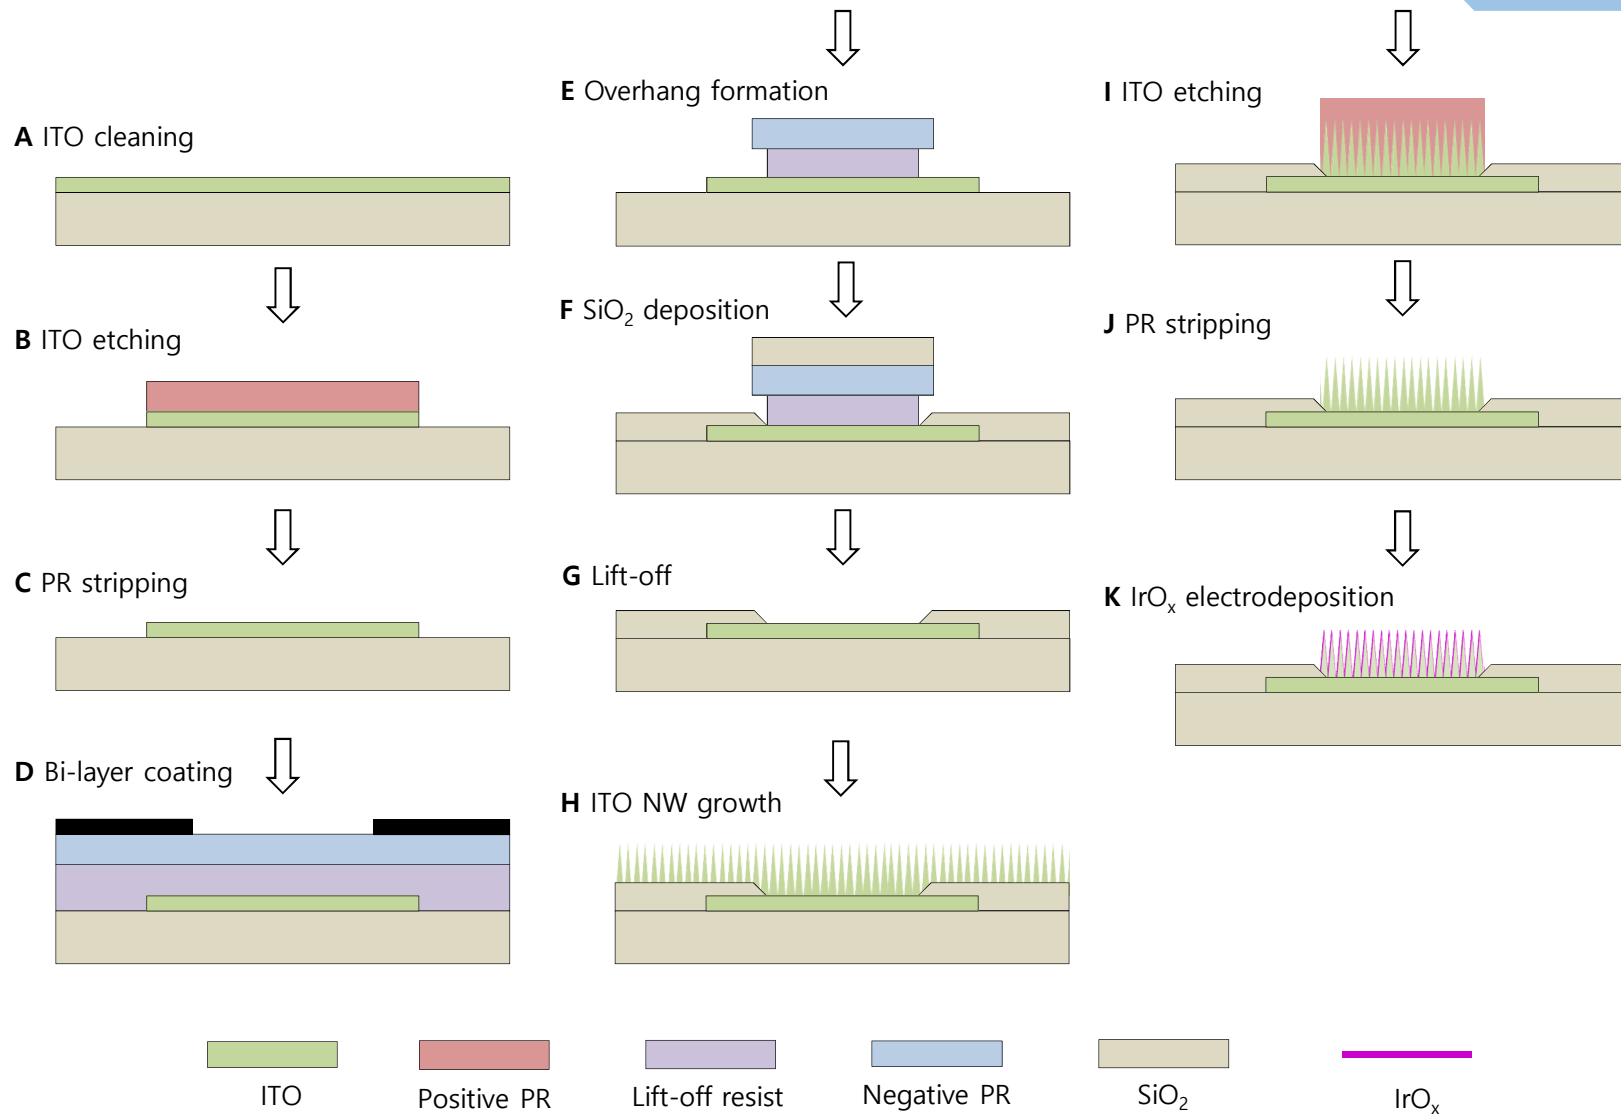 A ITO cleaning
B ITO etching
C PR stripping
D Bi-layer coating
E Overhang formation
F SiO₂ deposition
G Lift-off
H ITO NW growth
I ITO etching
J PR stripping
K IrOₓ electrodeposition
ITO
Positive PR
Lift-off resist
Negative PR
SiO₂
IrOₓ